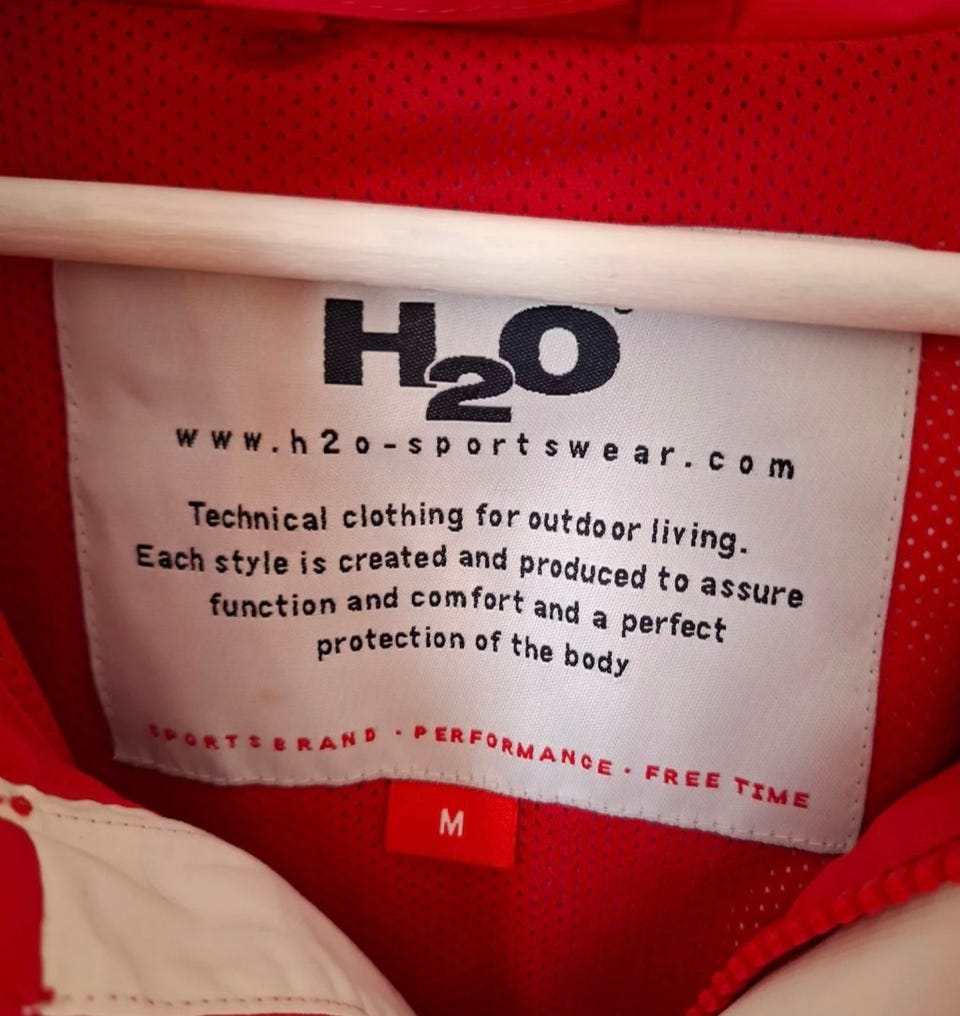 H2O
www.h2o-sportswear.com
Technical clothing for outdoor living.
Each style is created and produced to assure
function and comfort and a perfect
protection of the body
SPORTSBRAND · PERFORMANCE · FREE TIME
M